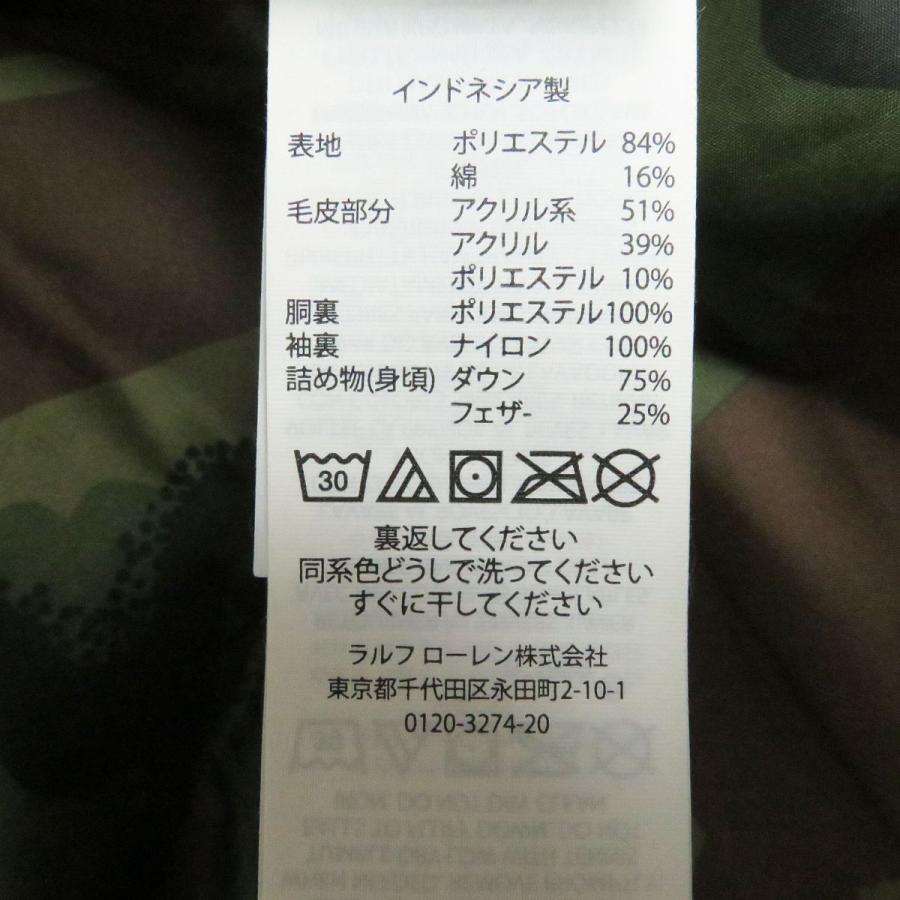 インドネシア製
表地 ポリエステル 84%
綿 16%
毛皮部分 アクリル系 51%
アクリル 39%
ポリエステル 10%
胴裏 ポリエステル100%
袖裏 ナイロン 100%
詰め物(身頃) ダウン 75%
フェザ- 25%
30
裏返してください
同系色どうしで洗ってください
すぐに干してください
ラルフ ローレン株式会社
東京都千代田区永田町2-10-1
0120-3274-20